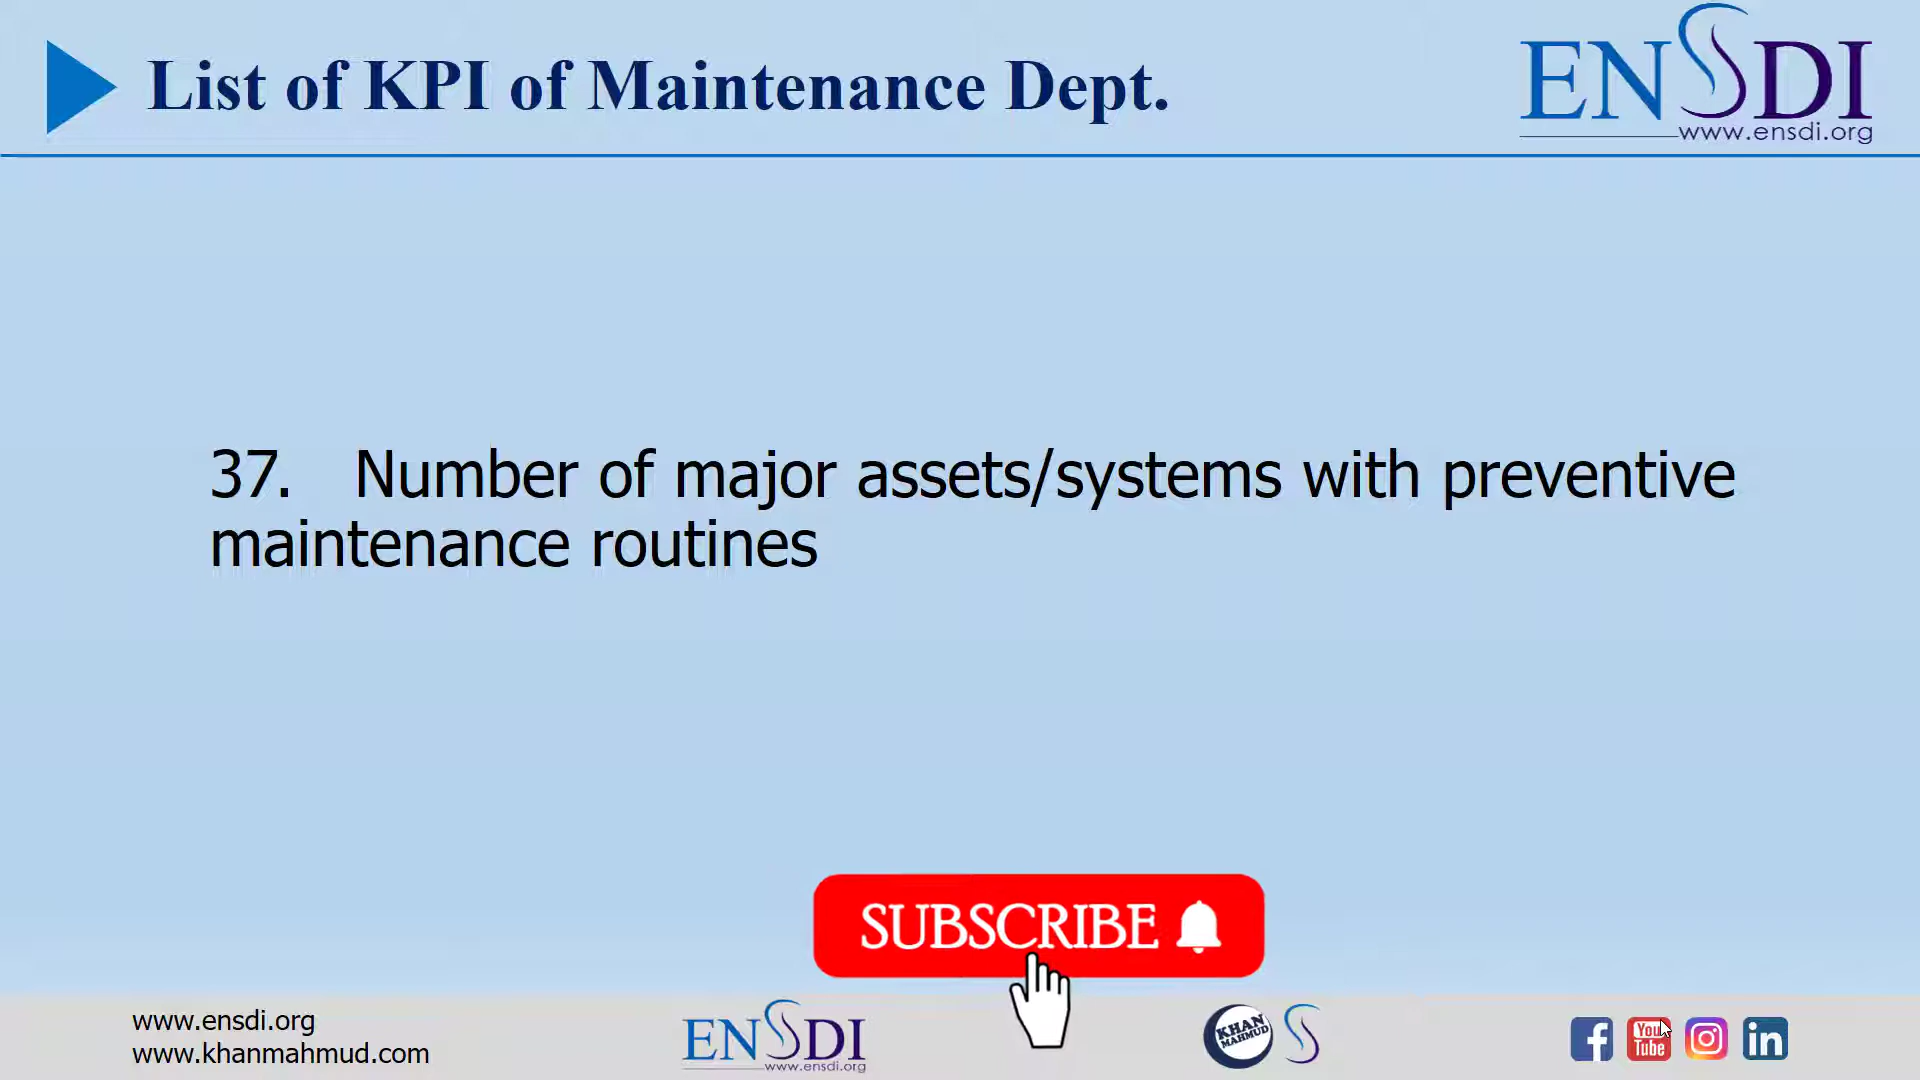 List of KPI of Maintenance Dept.
ENSDI
www.ensdi.org
37. Number of major assets/systems with preventive
maintenance routines
SUBSCRIBE
www.ensdi.org
www.khanmahmud.com
ENSDI
www.ensdi.org
KHAN
MAHMUD
You
Tube
in